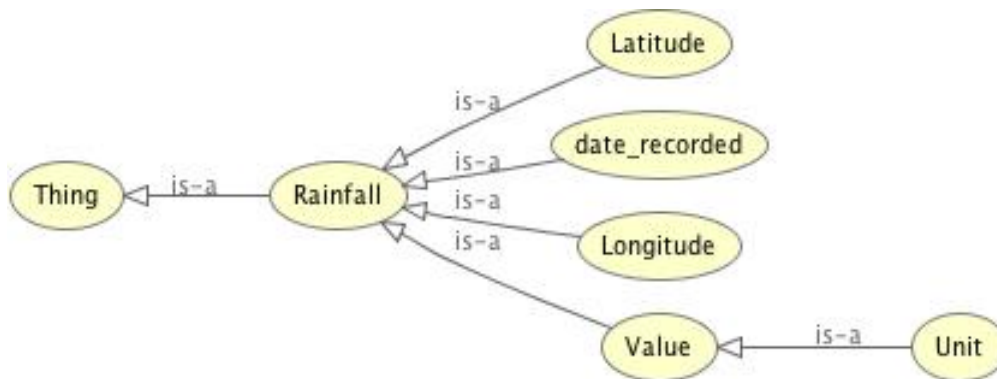 Latitude
is-a
date_recorded
is-a
Thing
is-a
Rainfall
is-a
Longitude
is-a
Value
is-a
Unit